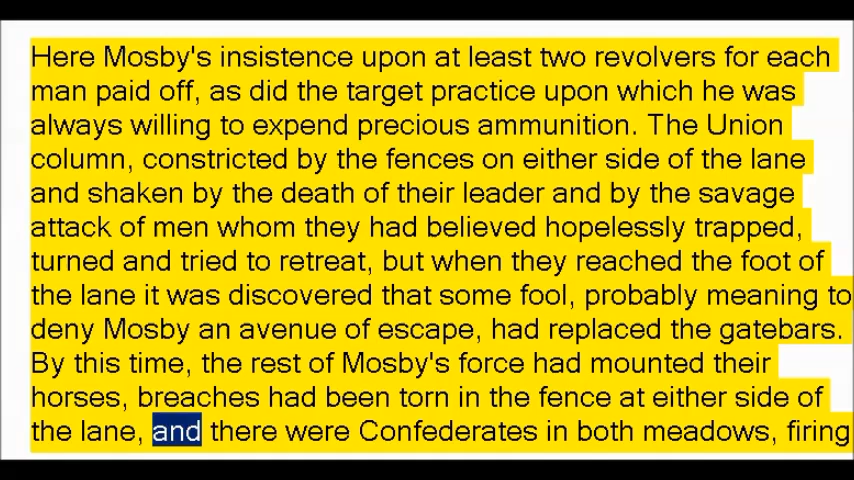 Here Mosby's insistence upon at least two revolvers for each
man paid off, as did the target practice upon which he was
always willing to expend precious ammunition. The Union
column, constricted by the fences on either side of the lane
and shaken by the death of their leader and by the savage
attack of men whom they had believed hopelessly trapped,
turned and tried to retreat, but when they reached the foot of
the lane it was discovered that some fool, probably meaning to
deny Mosby an avenue of escape, had replaced the gatebars.
By this time, the rest of Mosby's force had mounted their
horses, breaches had been torn in the fence at either side of
the lane, and there were Confederates in both meadows, firing